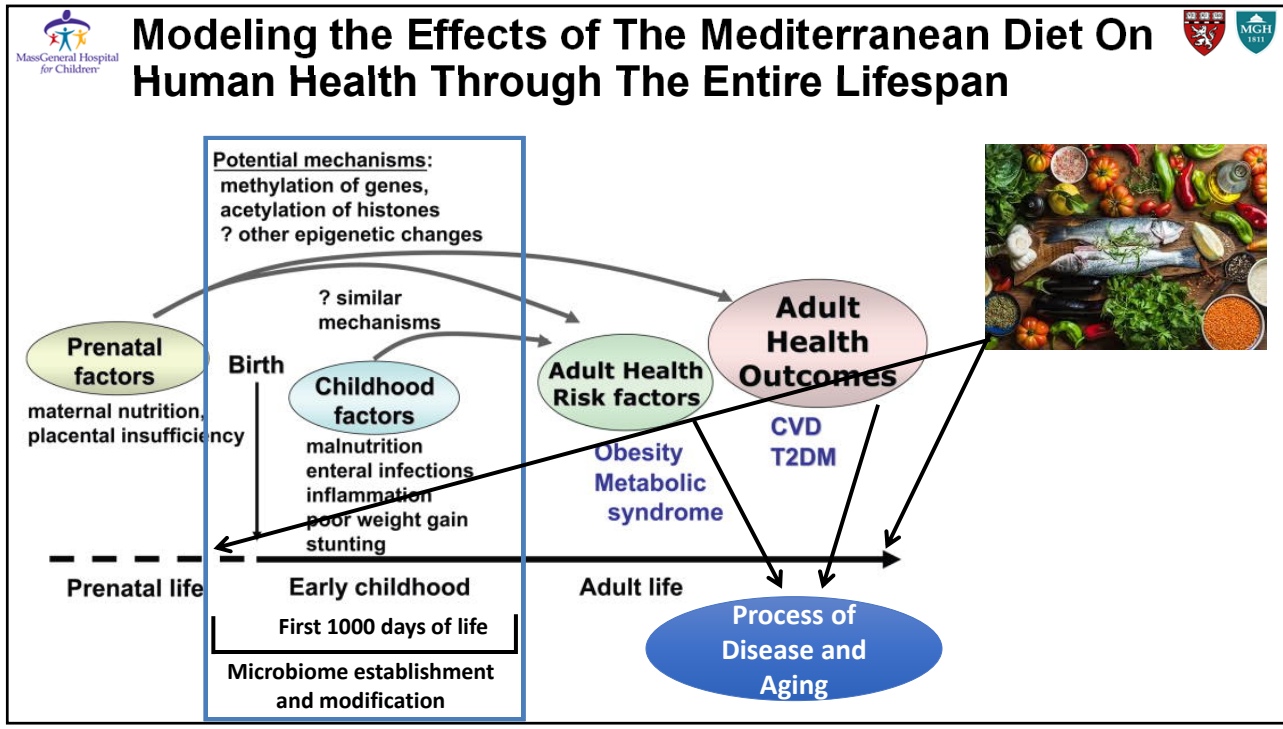 MassGeneral Hospital
for Children
Modeling the Effects of The Mediterranean Diet On
Human Health Through The Entire Lifespan
MGH
1811
Potential mechanisms:
methylation of genes,
acetylation of histones
? other epigenetic changes
? similar
mechanisms
Prenatal
factors
maternal nutrition,
placental insufficiency
Birth
Childhood
factors
malnutrition
enteral infections
inflammation
poor weight gain
stunting
Adult Health
Risk factors
Obesity
Metabolic
syndrome
Adult
Health
Outcomes
CVD
T2DM
Prenatal life
Early childhood
Adult life
First 1000 days of life
Microbiome establishment
and modification
Process of
Disease and
Aging